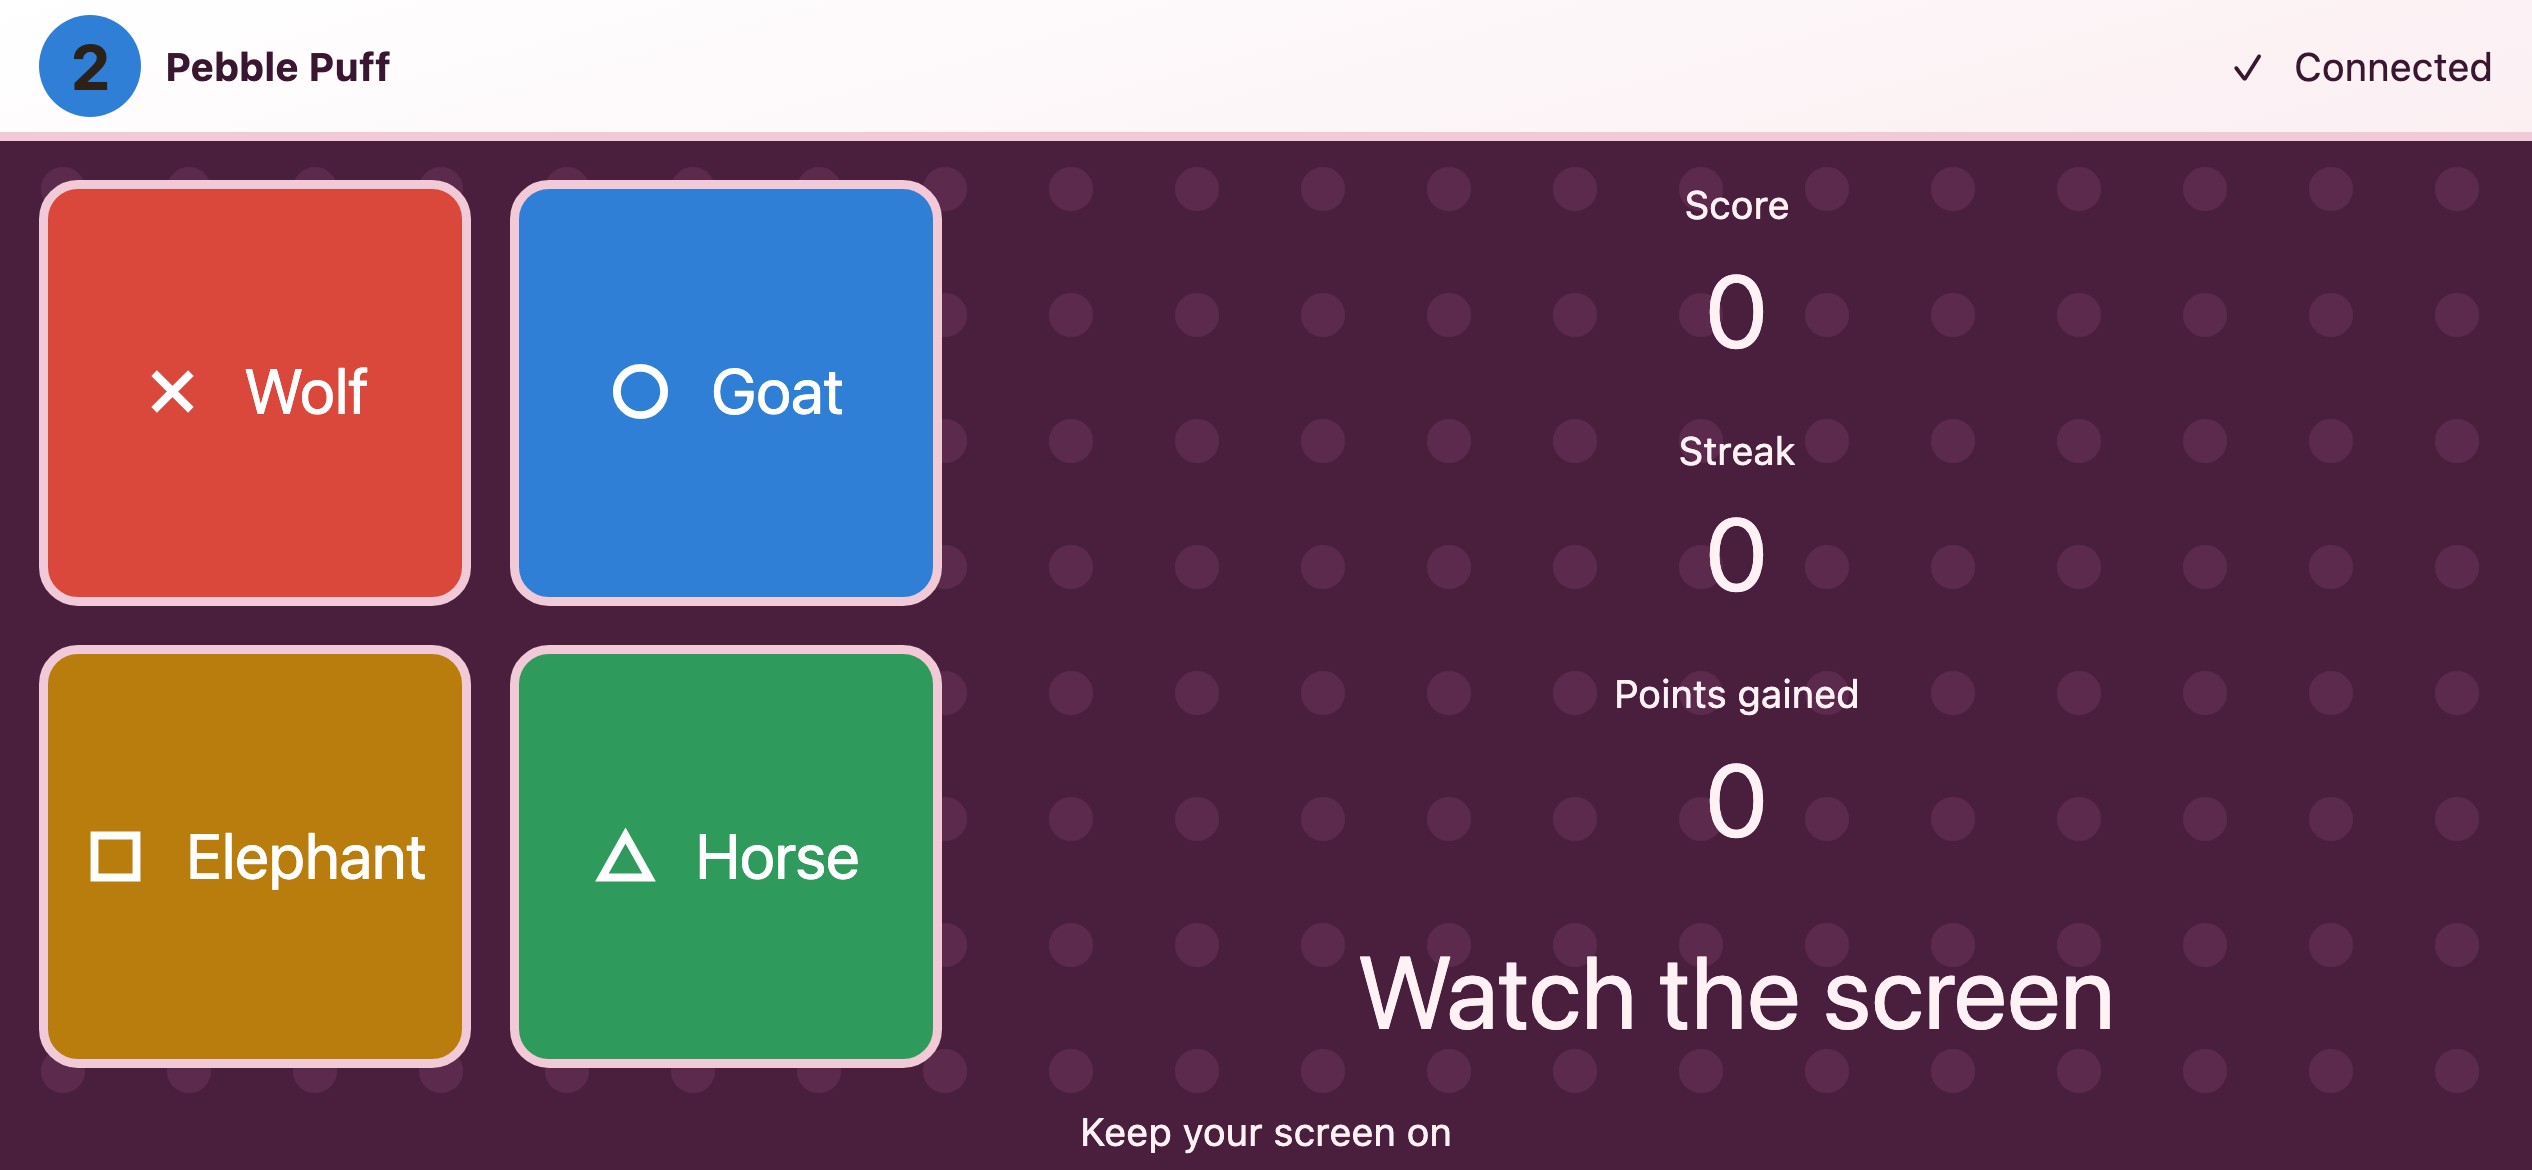 2 Pebble Puff
✓ Connected
Wolf
Goat
Elephant
Horse
Score
0
Streak
0
Points gained
0
Watch the screen
Keep your screen on